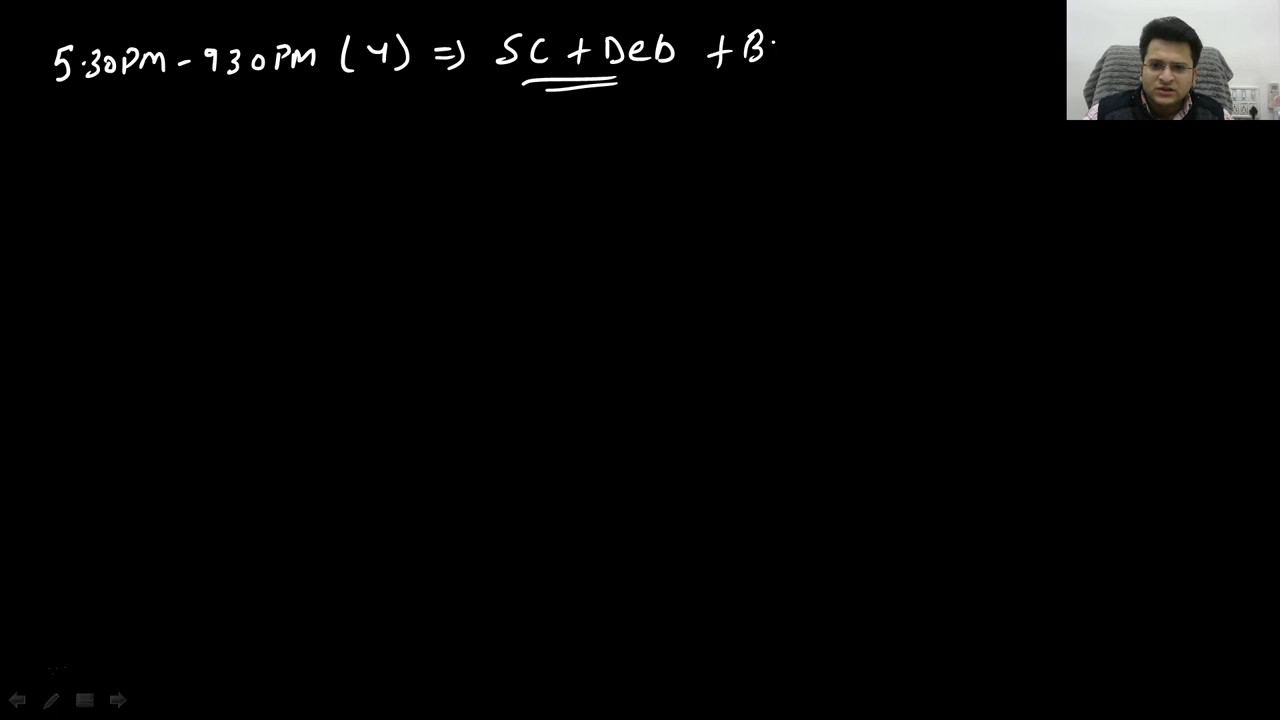 5.30PM - 930PM (4) => SC + Deb + B.